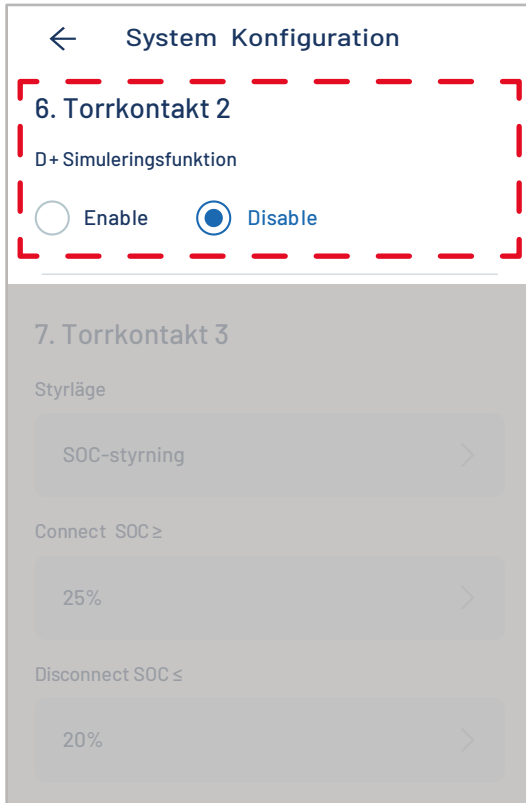 System Konfiguration
6. Torrkontakt 2
D+ Simuleringsfunktion
Enable Disable
7. Torrkontakt 3
Styrläge
SOC-styrning
Connect SOC ≥
25%
Disconnect SOC ≤
20%